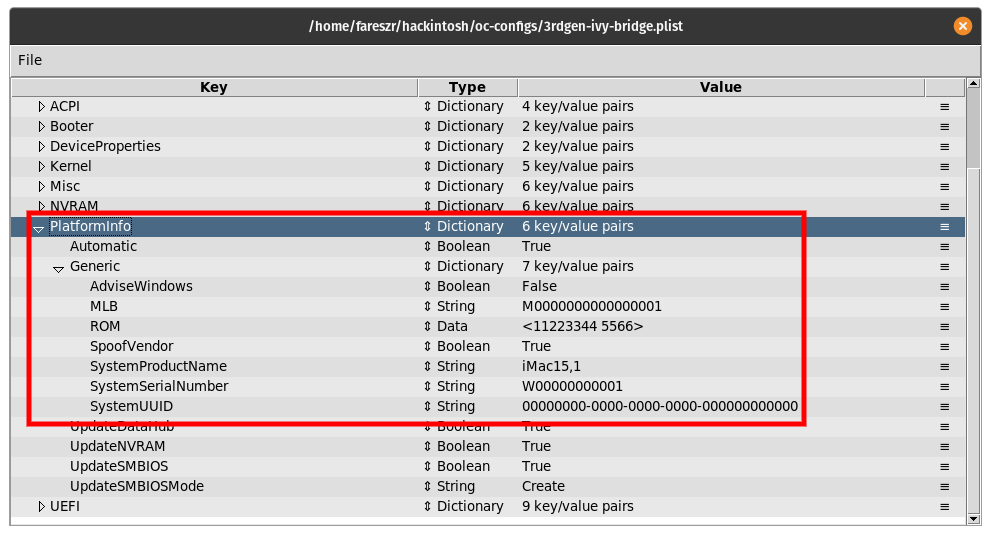 /home/fareszr/hackintosh/oc-configs/3rdgen-ivy-bridge.plist
File
Key Type Value
ACPI Dictionary 4 key/value pairs
Booter Dictionary 2 key/value pairs
DeviceProperties Dictionary 2 key/value pairs
Kernel Dictionary 5 key/value pairs
Misc Dictionary 6 key/value pairs
NVRAM Dictionary 6 key/value pairs
PlatformInfo Dictionary 6 key/value pairs
Automatic Boolean True
Generic Dictionary 7 key/value pairs
AdviseWindows Boolean False
MLB String M0000000000000001
ROM Data <11223344 5566>
SpoofVendor Boolean True
SystemProductName String iMac15,1
SystemSerialNumber String W00000000001
SystemUUID String 00000000-0000-0000-0000-000000000000
UpdateDataHub Boolean True
UpdateNVRAM Boolean True
UpdateSMBIOS Boolean True
UpdateSMBIOSMode String Create
UEFI Dictionary 9 key/value pairs